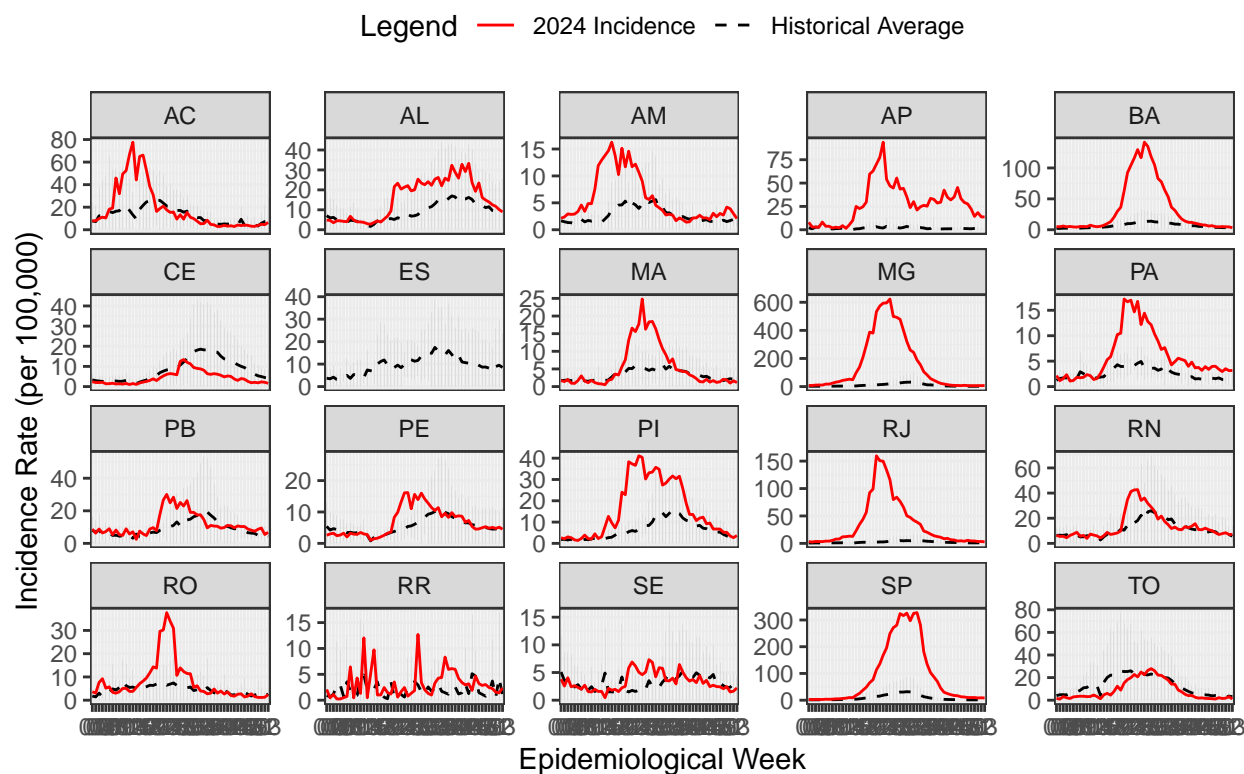 Legend 2024 Incidence Historical Average
AC AL AM AP BA
80 60 40 20 0
40 30 20 10 0
15 10 5 0
75 50 25 0
100 50 0
CE ES MA MG PA
40 30 20 10 0
40 30 20 10 0
25 20 15 10 5 0
600 400 200 0
15 10 5 0
PB PE PI RJ RN
40 20 0
20 10 0
40 30 20 10 0
150 100 50 0
60 40 20 0
RO RR SE SP TO
30 20 10 0
15 10 5 0
15 10 5 0
300 200 100 0
80 60 40 20 0
Incidence Rate (per 100,000)
Epidemiological Week